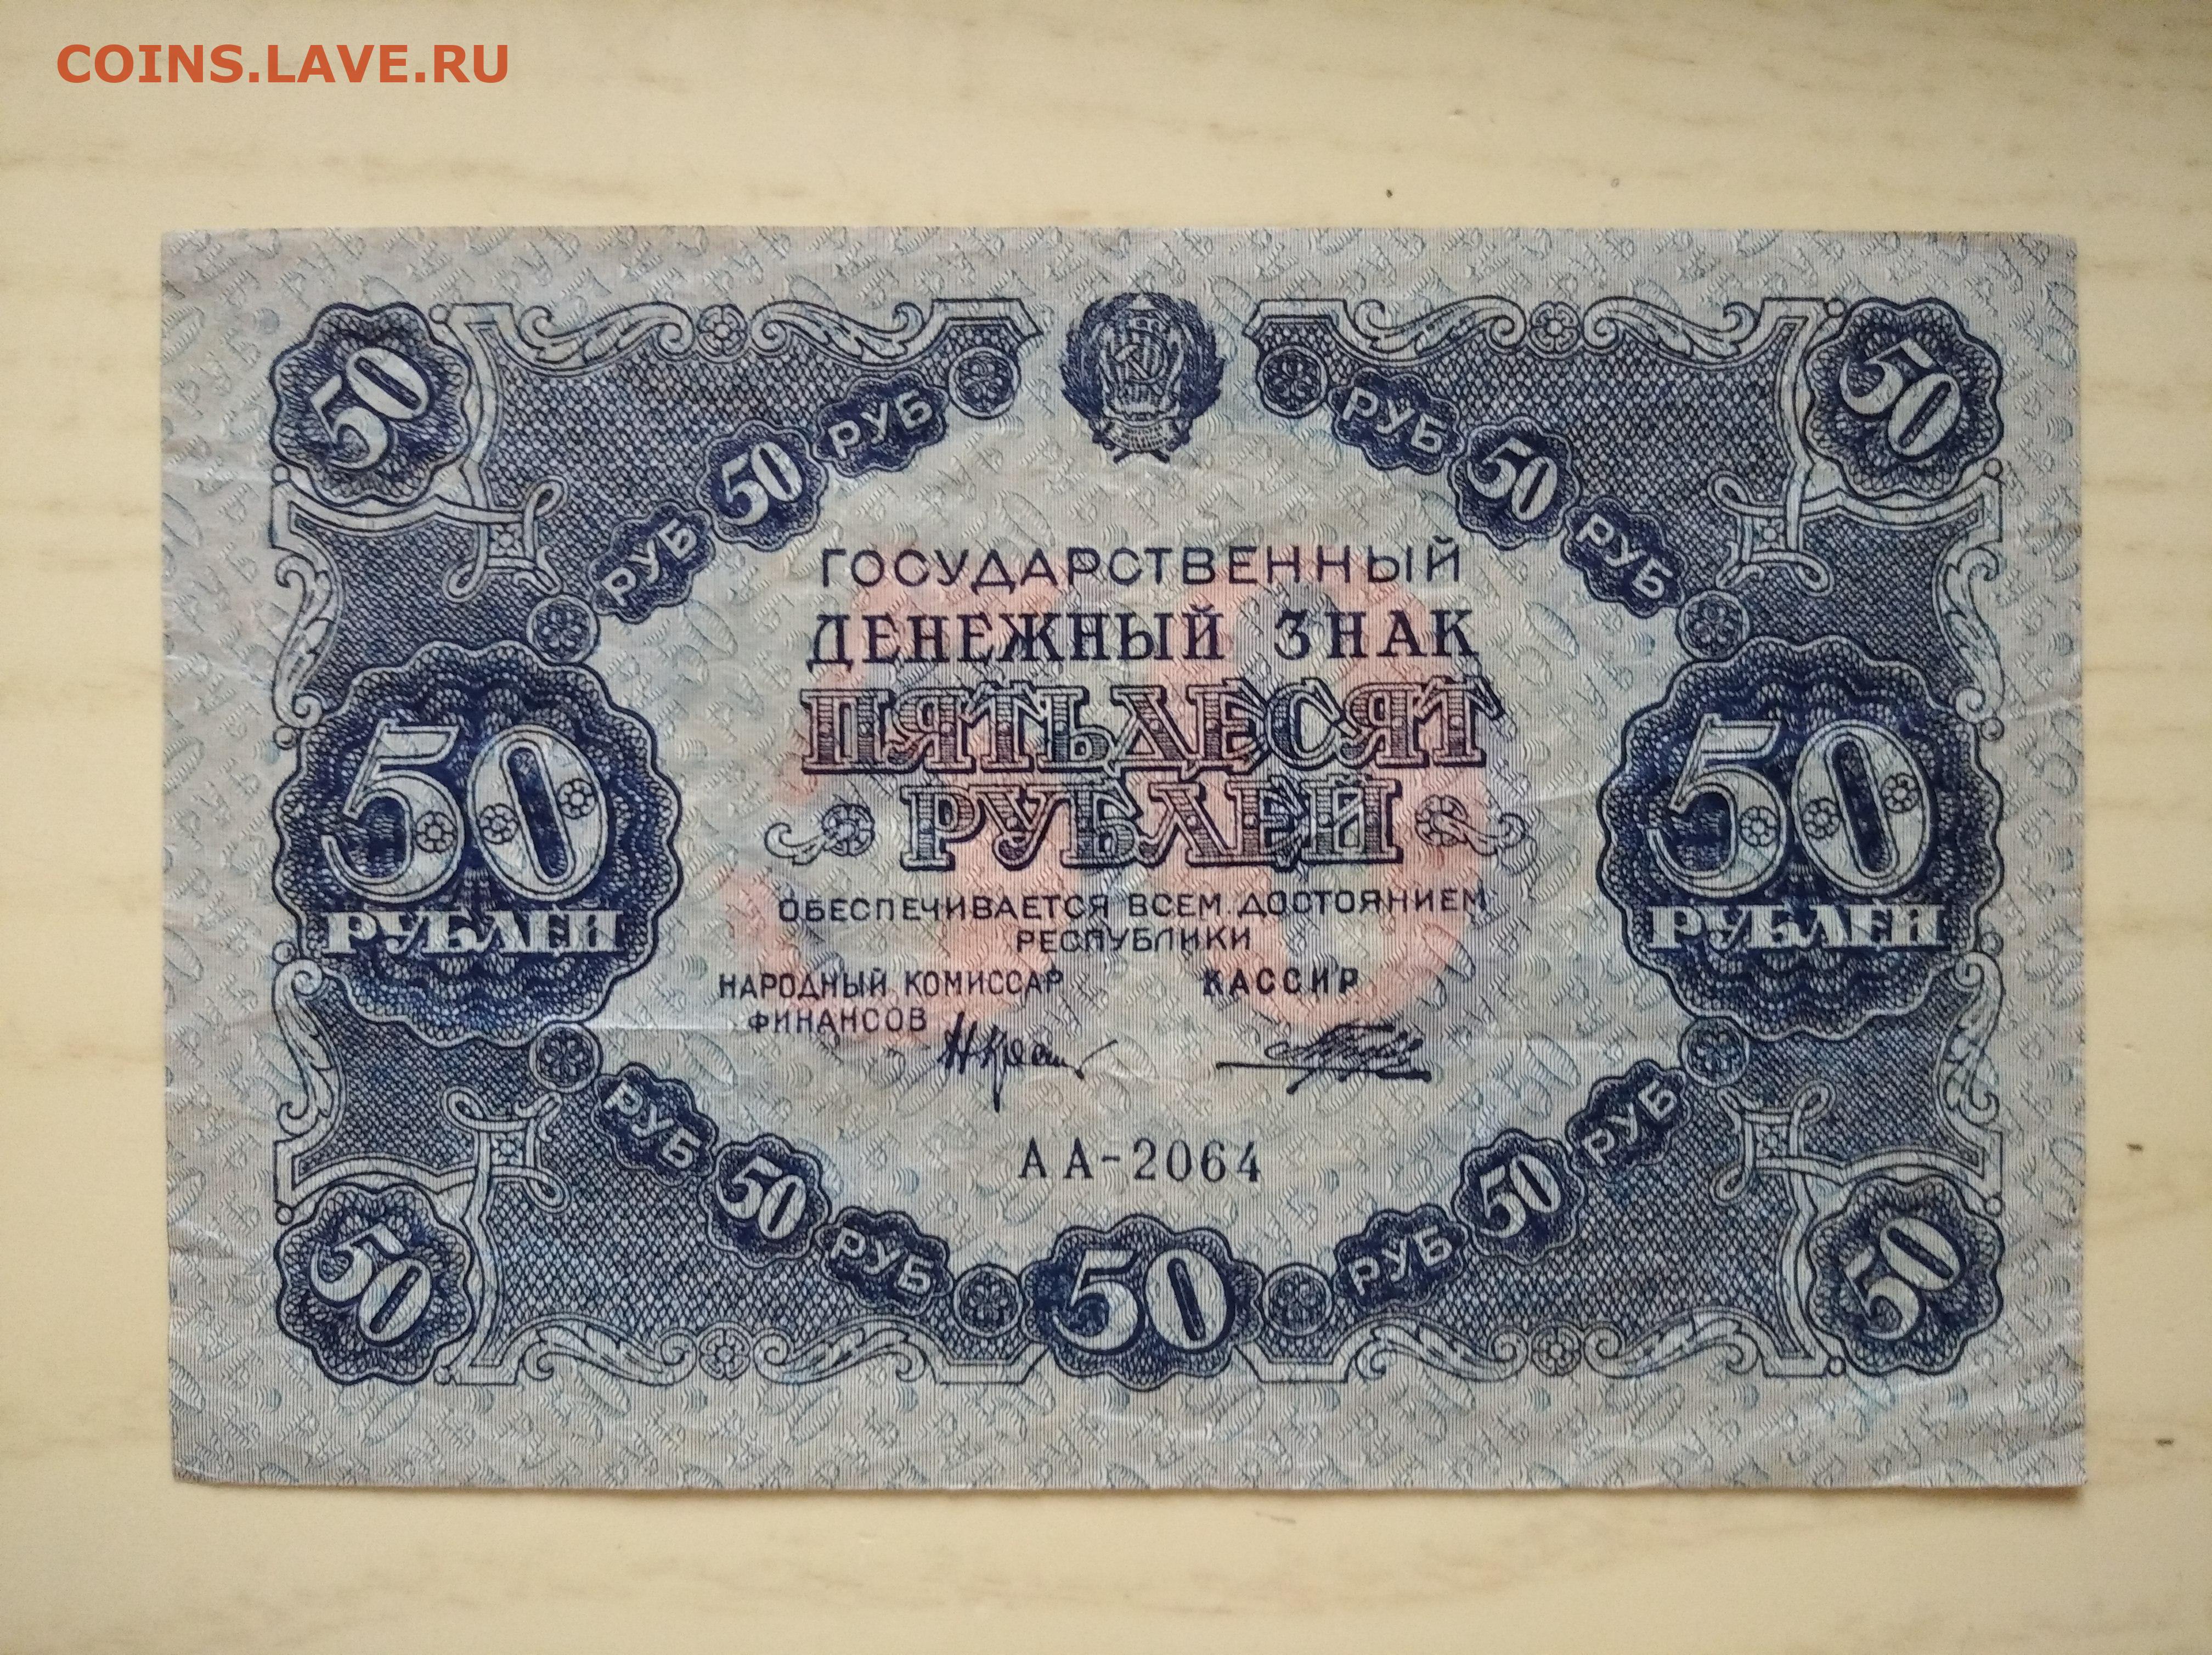 COINS.LAVE.RU
50 50
РУБ 50 РУБ РУБ 50 РУБ
ГОСУДАРСТВЕННЫЙ
ДЕНЕЖНЫЙ ЗНАК
ПЯТЬДЕСЯТ
РУБЛЕЙ
50 РУБЛЕЙ
50 РУБЛЕЙ
ОБЕСПЕЧИВАЕТСЯ ВСЕМ ДОСТОЯНИЕМ
РЕСПУБЛИКИ
НАРОДНЫЙ КОМИССАР
ФИНАНСОВ
КАССИР
АА-2064
РУБ 50 РУБ 50 РУБ 50 РУБ
50 50